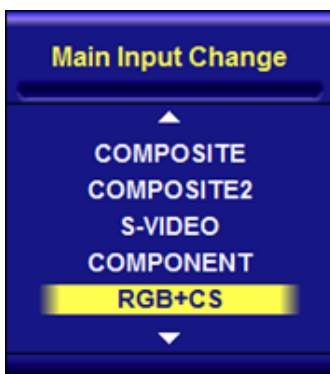 Main Input Change
COMPOSITE
COMPOSITE2
S-VIDEO
COMPONENT
RGB+CS